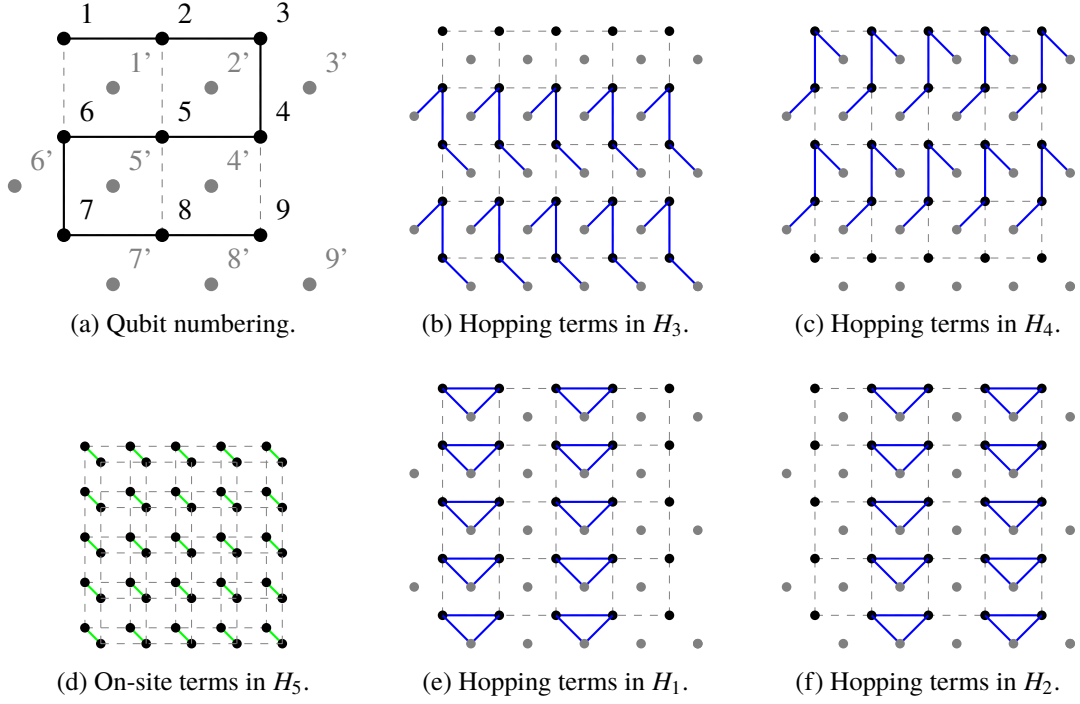 1 2 3
1' 2' 3'
6 5 4
6' 5' 4'
7 8 9
7' 8' 9'
(a) Qubit numbering.
(b) Hopping terms in H3.
(c) Hopping terms in H4.
(d) On-site terms in H5.
(e) Hopping terms in H1.
(f) Hopping terms in H2.